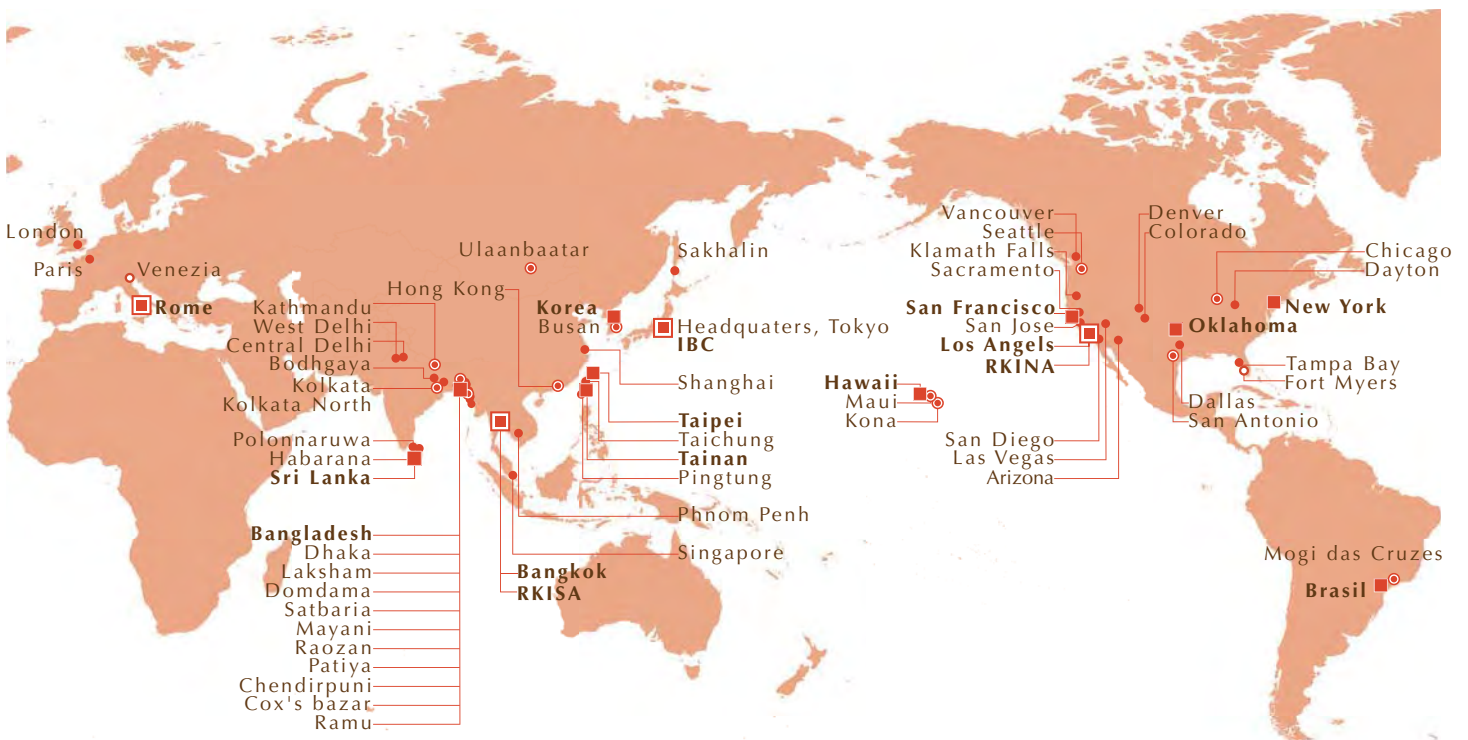 London
Paris
Venezia
Rome
Ulaanbaatar
Sakhalin
Hong Kong
Kathmandu
West Delhi
Central Delhi
Bodhgaya
Kolkata
Kolkata North
Korea
Busan
Headquaters, Tokyo
IBC
Shanghai
Polonnaruwa
Habarana
Sri Lanka
Taipei
Taichung
Tainan
Pingtung
Phnom Penh
Singapore
Bangladesh
Dhaka
Laksham
Domdama
Satbaria
Mayani
Raozan
Patiya
Chendirpuni
Cox's bazar
Ramu
Bangkok
RKISA
Vancouver
Seattle
Klamath Falls
Sacramento
San Francisco
San Jose
Los Angels
RKINA
Hawaii
Maui
Kona
San Diego
Las Vegas
Arizona
Denver
Colorado
Chicago
Dayton
New York
Oklahoma
Tampa Bay
Fort Myers
Dallas
San Antonio
Mogi das Cruzes
Brasil